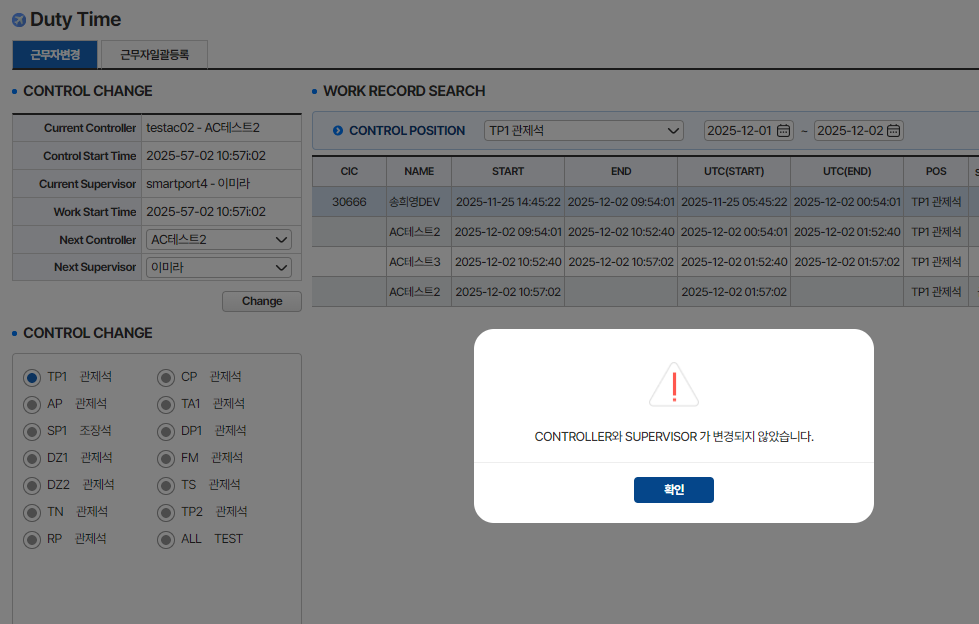 Duty Time
근무자변경
근무자일괄등록
CONTROL CHANGE
Current Controller testac02 - AC테스트2
Control Start Time 2025-57-02 10:57i:02
Current Supervisor smartport4 - 이미라
Work Start Time 2025-57-02 10:57i:02
Next Controller AC테스트2
Next Supervisor 이미라
Change
CONTROL CHANGE
TP1 관제석 CP 관제석
AP 관제석 TA1 관제석
SP1 조장석 DP1 관제석
DZ1 관제석 FM 관제석
DZ2 관제석 TS 관제석
TN 관제석 TP2 관제석
RP 관제석 ALL TEST
WORK RECORD SEARCH
CONTROL POSITION TP1 관제석 2025-12-01 ~ 2025-12-02
CIC NAME START END UTC(START) UTC(END) POS
30666 송희영DEV 2025-11-25 14:45:22 2025-12-02 09:54:01 2025-11-25 05:45:22 2025-12-02 00:54:01 TP1 관제석
AC테스트2 2025-12-02 09:54:01 2025-12-02 10:52:40 2025-12-02 00:54:01 2025-12-02 01:52:40 TP1 관제석
AC테스트3 2025-12-02 10:52:40 2025-12-02 10:57:02 2025-12-02 01:52:40 2025-12-02 01:57:02 TP1 관제석
AC테스트2 2025-12-02 10:57:02 2025-12-02 01:57:02 TP1 관제석
CONTROLLER와 SUPERVISOR 가 변경되지 않았습니다.
확인